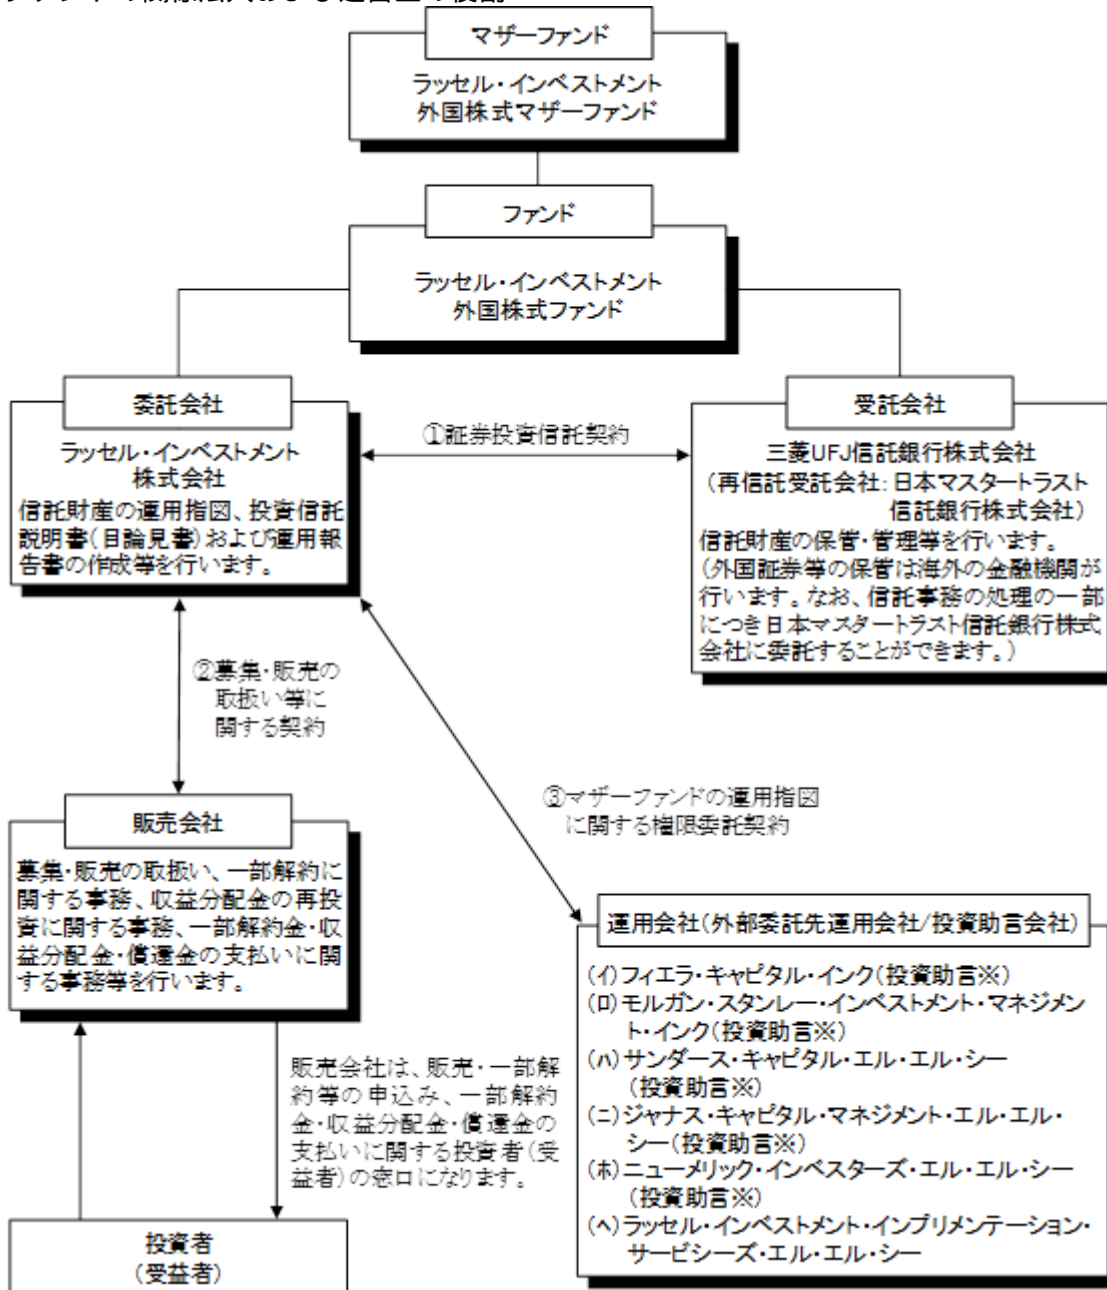 マザーファンド
ラッセル・インベストメント
外国株式マザーファンド
ファンド
ラッセル・インベストメント
外国株式ファンド
委託会社
ラッセル・インベストメント
株式会社
信託財産の運用指図、投資信託
説明書(目論見書)および運用報
告書の作成等を行います。
①証券投資信託契約
受託会社
三菱UFJ信託銀行株式会社
(再信託受託会社:日本マスタートラスト
信託銀行株式会社)
信託財産の保管・管理等を行います。
(外国証券等の保管は海外の金融機関が
行います。なお、信託事務の処理の一部
につき日本マスタートラスト信託銀行株式
会社に委託することができます。)
②募集・販売の
取扱い等に
関する契約
③マザーファンドの運用指図
に関する権限委託契約
販売会社
募集・販売の取扱い、一部解約に
関する事務、収益分配金の再投
資に関する事務、一部解約金・収
益分配金・償還金の支払いに関
する事務等を行います。
販売会社は、販売・一部解
約等の申込み、一部解約
金・収益分配金・償還金の
支払いに関する投資者(受
益者)の窓口になります。
投資者
(受益者)
運用会社(外部委託先運用会社/投資助言会社)
(イ)フィエラ・キャピタル・インク(投資助言※)
(ロ)モルガン・スタンレー・インベストメント・マネジメン
ト・インク(投資助言※)
(ハ)サンダース・キャピタル・エル・エル・シー
(投資助言※)
(ニ)ジャナス・キャピタル・マネジメント・エル・エル・
シー(投資助言※)
(ホ)ニューメリック・インベスターズ・エル・エル・シー
(投資助言※)
(ヘ)ラッセル・インベストメント・インプリメンテーション・
サービシーズ・エル・エル・シー